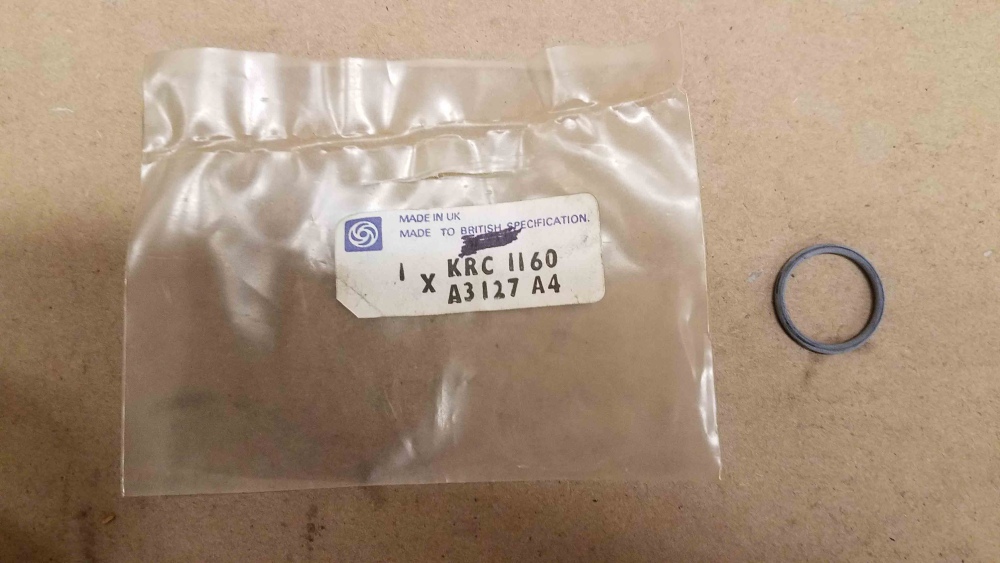 MADE IN UK
MADE TO BRITISH SPECIFICATION.
1 X KRC 1160
A3127 A4